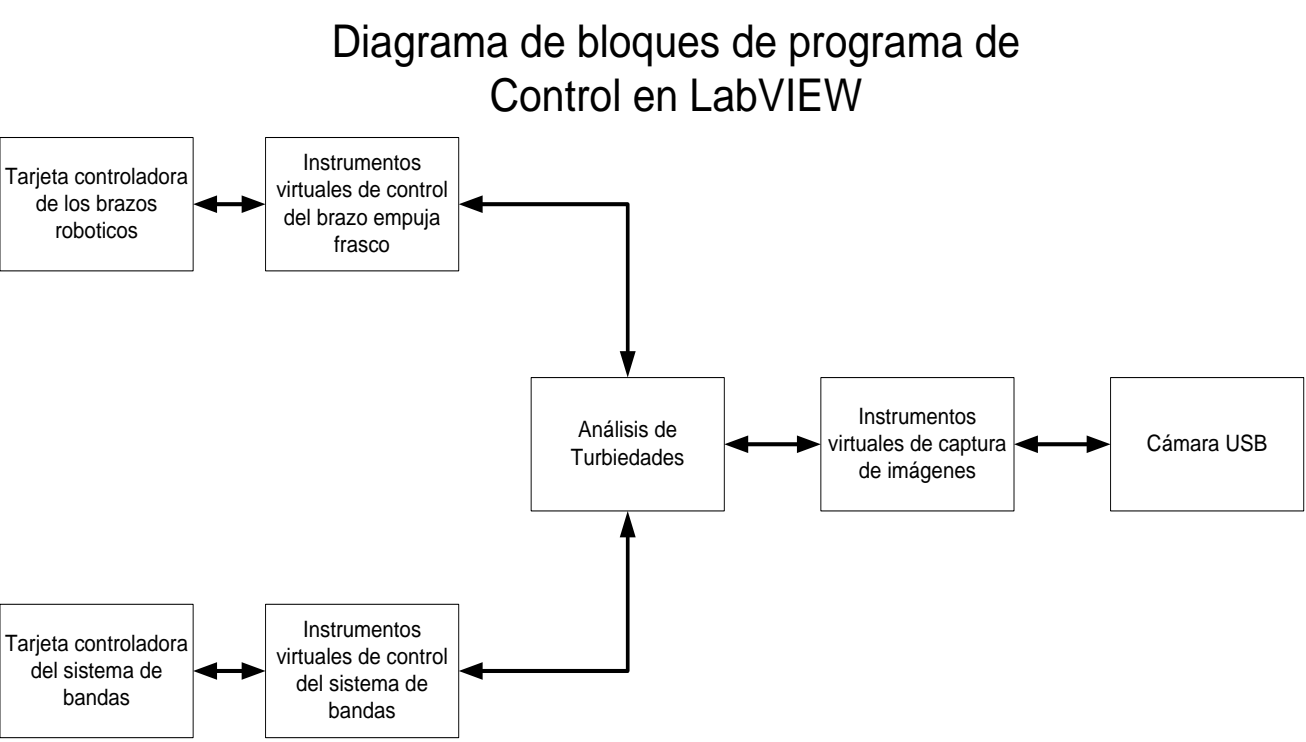 Diagrama de bloques de programa de
Control en LabVIEW
Tarjeta controladora
de los brazos
roboticos
Instrumentos
virtuales de control
del brazo empuja
frasco
Análisis de
Turbiedades
Instrumentos
virtuales de captura
de imágenes
Cámara USB
Tarjeta controladora
del sistema de
bandas
Instrumentos
virtuales de control
del sistema de
bandas